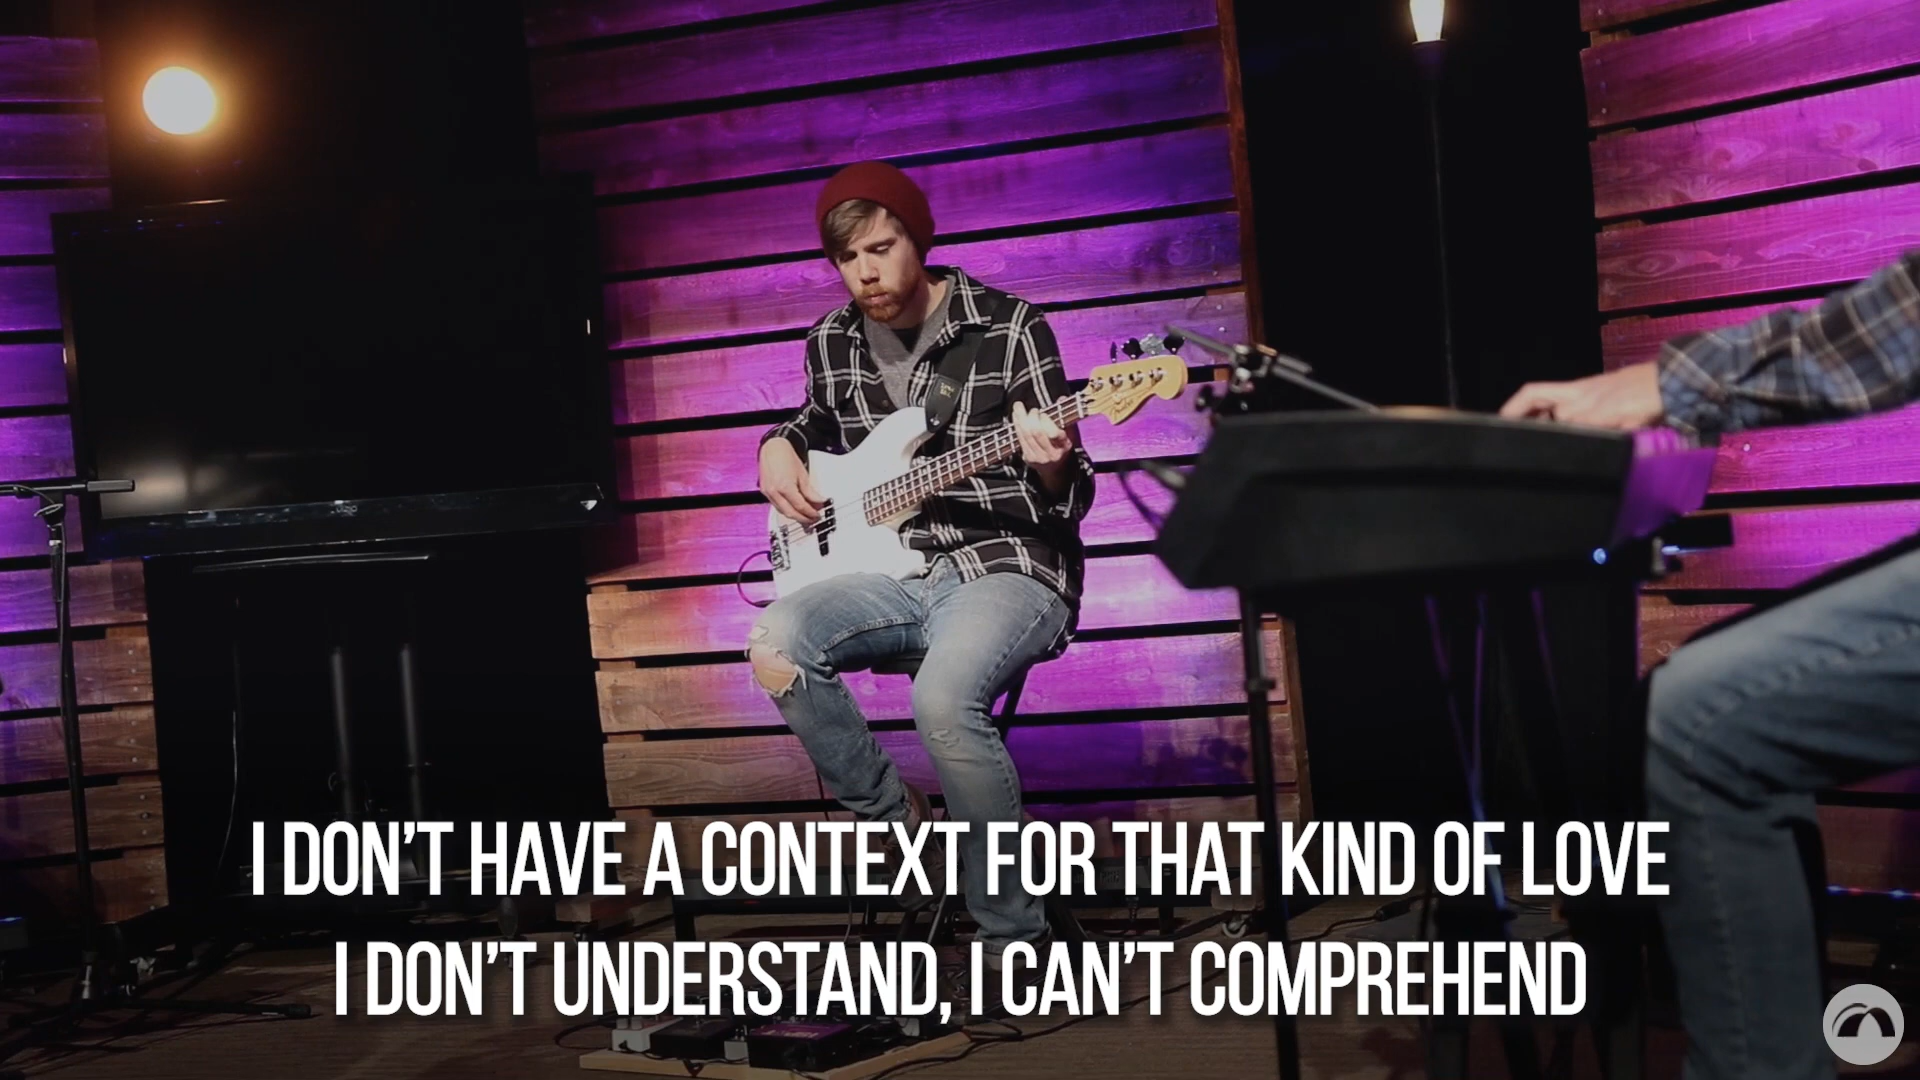 I DON'T HAVE A CONTEXT FOR THAT KIND OF LOVE
I DON'T UNDERSTAND, I CAN'T COMPREHEND